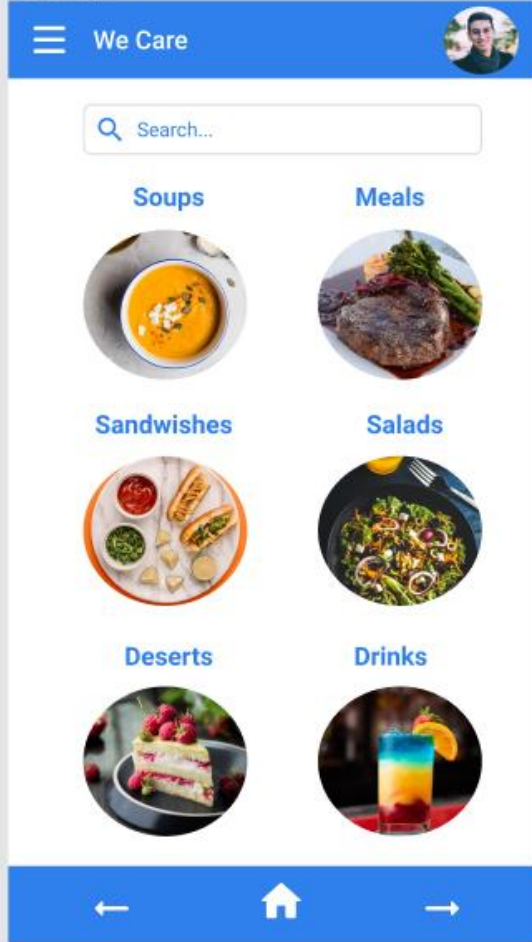 We Care
Search...
Soups Meals
Sandwishes Salads
Deserts Drinks